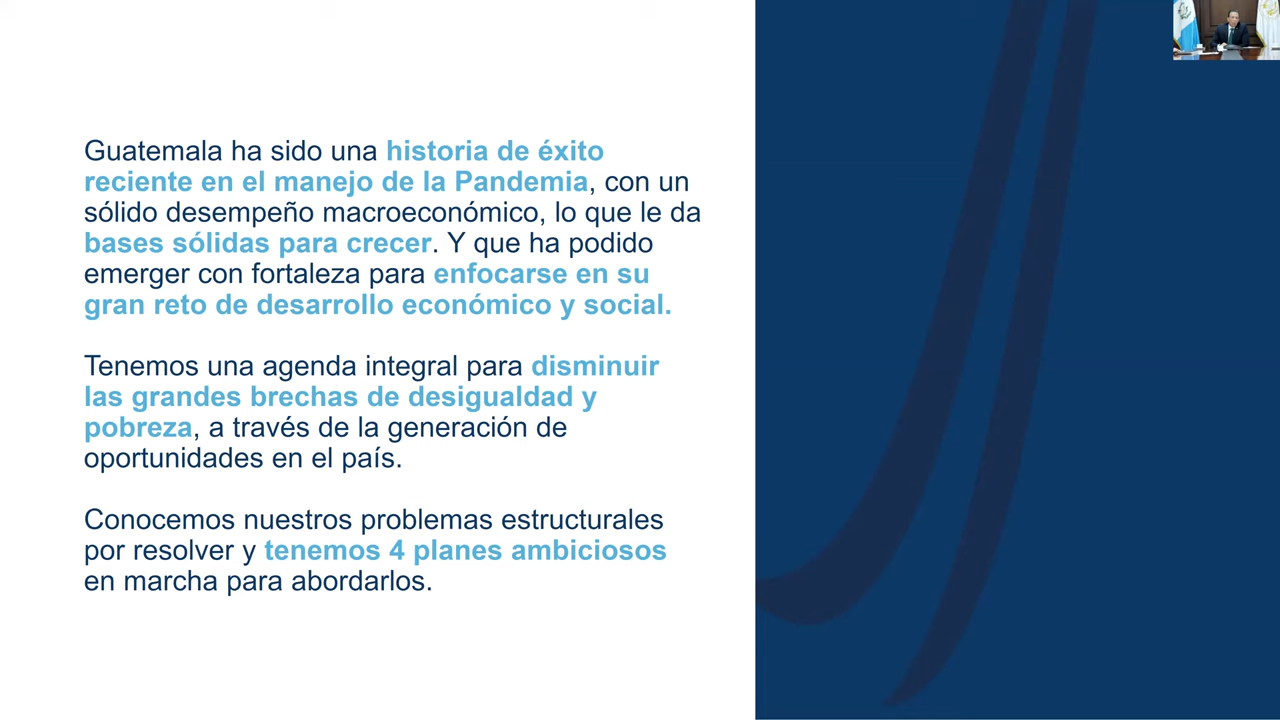 Guatemala ha sido una historia de éxito
reciente en el manejo de la Pandemia, con un
sólido desempeño macroeconómico, lo que le da
bases sólidas para crecer. Y que ha podido
emerger con fortaleza para enfocarse en su
gran reto de desarrollo económico y social.
Tenemos una agenda integral para disminuir
las grandes brechas de desigualdad y
pobreza, a través de la generación de
oportunidades en el país.
Conocemos nuestros problemas estructurales
por resolver y tenemos 4 planes ambiciosos
en marcha para abordarlos.